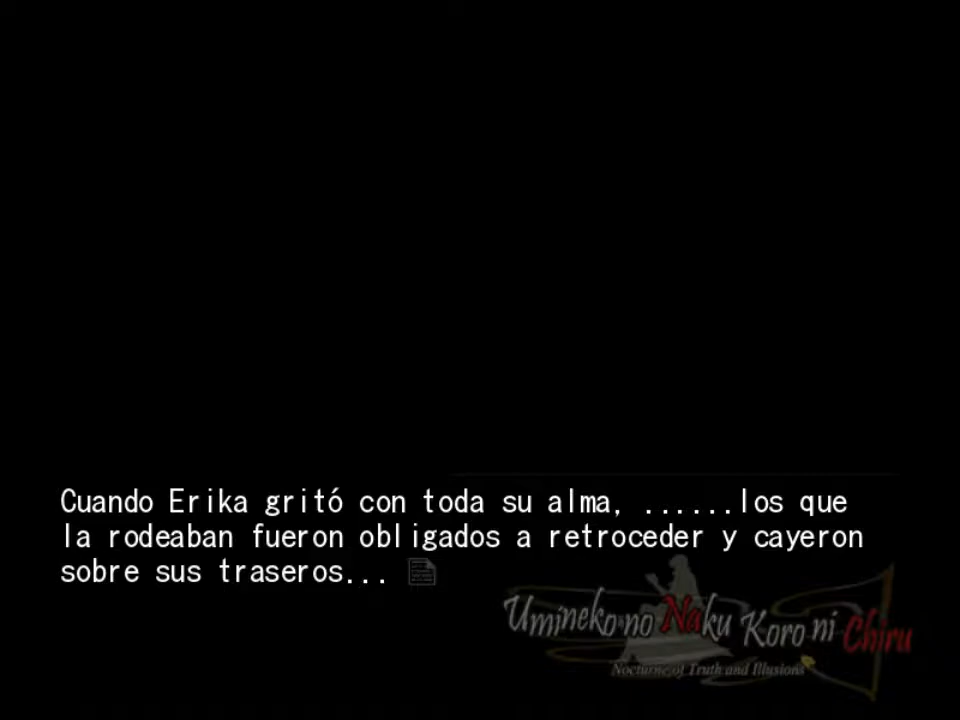 Cuando Erika gritó con toda su alma, ......los que
la rodeaban fueron obligados a retroceder y cayeron
sobre sus traseros...
Umineko no Naku Koro ni Chiru
Nocturne of Truth and Illusions